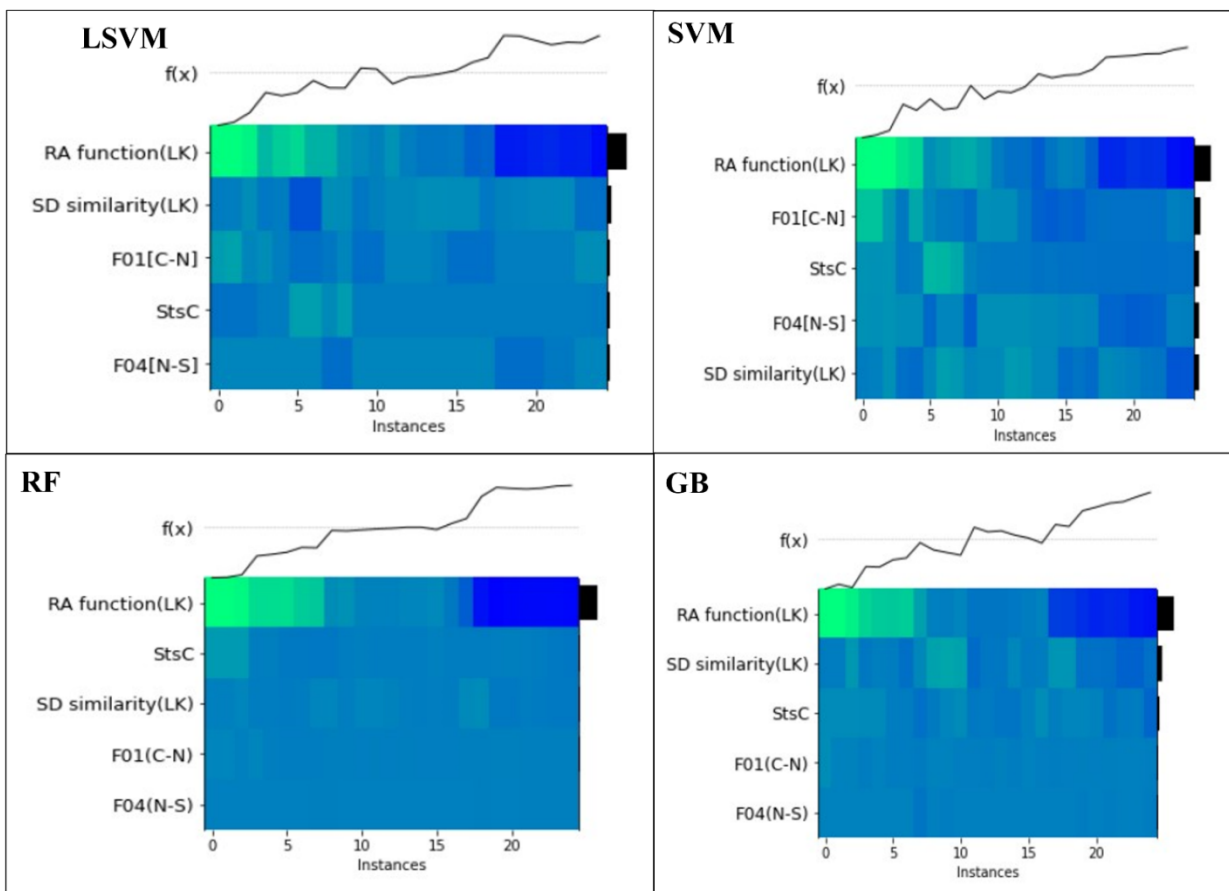 LSVM
f(x)
RA function(LK)
SD similarity(LK)
F01[C-N]
StsC
F04[N-S]
0 5 10 15 20
Instances
SVM
f(x)
RA function(LK)
F01[C-N]
StsC
F04[N-S]
SD similarity(LK)
0 5 10 15 20
Instances
RF
f(x)
RA function(LK)
StsC
SD similarity(LK)
F01(C-N)
F04(N-S)
0 5 10 15 20
Instances
GB
f(x)
RA function(LK)
SD similarity(LK)
StsC
F01(C-N)
F04(N-S)
0 5 10 15 20
Instances